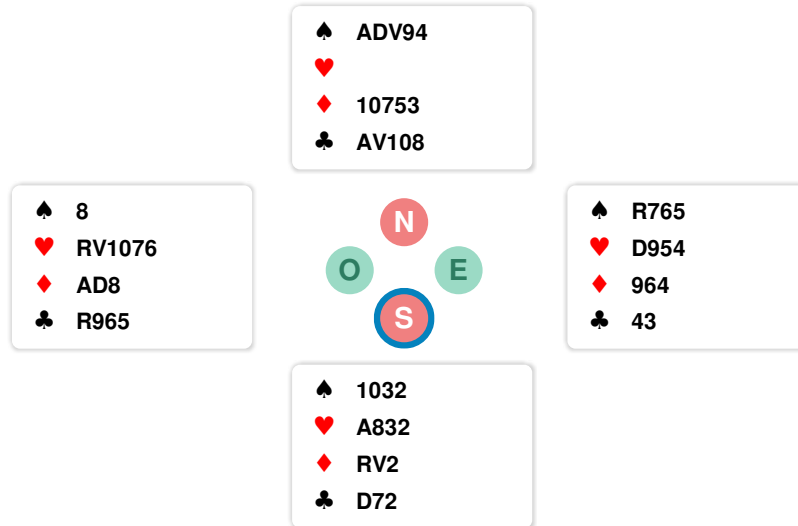 ♠ ADV94
♥
♦ 10753
♣ AV108
♠ 8
♥ RV1076
♦ AD8
♣ R965
N
O E
S
♠ R765
♥ D954
♦ 964
♣ 43
♠ 1032
♥ A832
♦ RV2
♣ D72